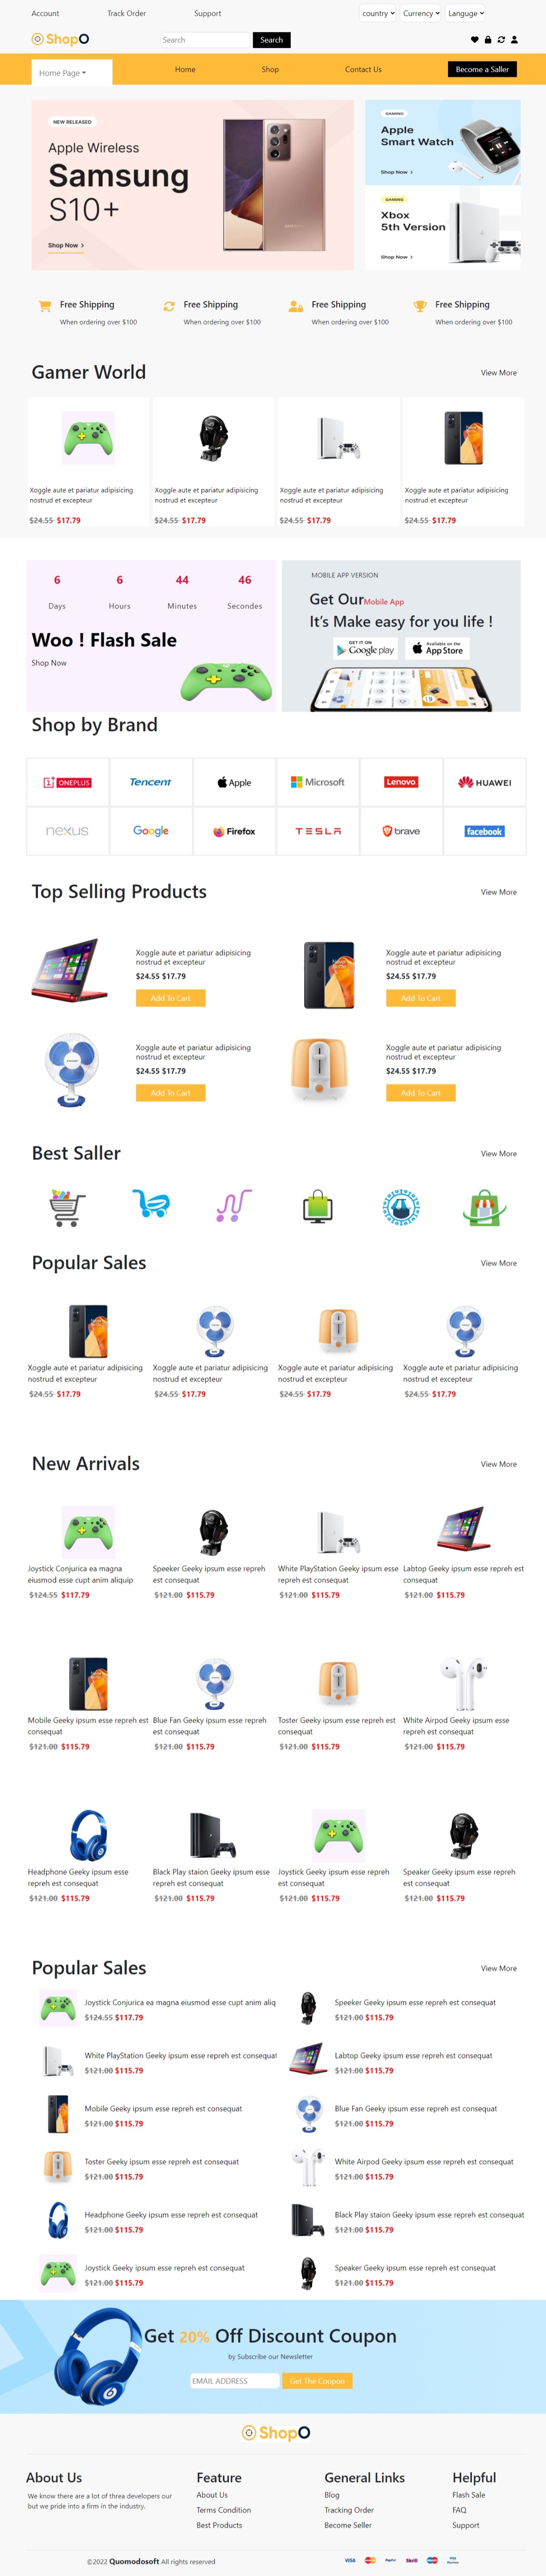 Account Track Order Support country Currency Languge
ShopO Search Search
Home Page Home Shop Contact Us Become a Saller
NEW RELEASED
Apple Wireless
Samsung
S10+
Shop Now
GAMING
Apple
Smart Watch
Shop Now
GAMING
Xbox
5th Version
Shop Now
Free Shipping Free Shipping Free Shipping Free Shipping
When ordering over $100 When ordering over $100 When ordering over $100 When ordering over $100
Gamer World View More
Xoggle aute et pariatur adipisicing Xoggle aute et pariatur adipisicing Xoggle aute et pariatur adipisicing Xoggle aute et pariatur adipisicing
nostrud et excepteur nostrud et excepteur nostrud et excepteur nostrud et excepteur
$24.55 $17.79 $24.55 $17.79 $24.55 $17.79 $24.55 $17.79
6 6 44 46
Days Hours Minutes Secondes
Woo ! Flash Sale
Shop Now
MOBILE APP VERSION
Get Our Mobile App
It's Make easy for you life !
GET IT ON
Google play
Available on the
App Store
Shop by Brand
ONEPLUS Tencent Apple Microsoft Lenovo HUAWEI
nexus Google Firefox TESLA brave facebook
Top Selling Products View More
Xoggle aute et pariatur adipisicing Xoggle aute et pariatur adipisicing
nostrud et excepteur nostrud et excepteur
$24.55 $17.79 $24.55 $17.79
Add To Cart Add To Cart
Xoggle aute et pariatur adipisicing Xoggle aute et pariatur adipisicing
nostrud et excepteur nostrud et excepteur
$24.55 $17.79 $24.55 $17.79
Add To Cart Add To Cart
Best Saller View More
Popular Sales View More
Xoggle aute et pariatur adipisicing Xoggle aute et pariatur adipisicing Xoggle aute et pariatur adipisicing Xoggle aute et pariatur adipisicing
nostrud et excepteur nostrud et excepteur nostrud et excepteur nostrud et excepteur
$24.55 $17.79 $24.55 $17.79 $24.55 $17.79 $24.55 $17.79
New Arrivals View More
Joystick Conjurica ea magna Speeker Geeky ipsum esse repreh White PlayStation Geeky ipsum esse Labtop Geeky ipsum esse repreh est
eiusmod esse cupt anim aliquip est consequat repreh est consequat consequat
$124.55 $117.79 $121.00 $115.79 $121.00 $115.79 $121.00 $115.79
Mobile Geeky ipsum esse repreh est Blue Fan Geeky ipsum esse repreh Toster Geeky ipsum esse repreh est White Airpod Geeky ipsum esse
consequat est consequat consequat repreh est consequat
$121.00 $115.79 $121.00 $115.79 $121.00 $115.79 $121.00 $115.79
Headphone Geeky ipsum esse Black Play staion Geeky ipsum esse Joystick Geeky ipsum esse repreh Speaker Geeky ipsum esse repreh
repreh est consequat repreh est consequat est consequat est consequat
$121.00 $115.79 $121.00 $115.79 $121.00 $115.79 $121.00 $115.79
Popular Sales View More
Joystick Conjurica ea magna eiusmod esse cupt anim aliq Speeker Geeky ipsum esse repreh est consequat
$124.55 $117.79 $121.00 $115.79
White PlayStation Geeky ipsum esse repreh est consequat Labtop Geeky ipsum esse repreh est consequat
$121.00 $115.79 $121.00 $115.79
Mobile Geeky ipsum esse repreh est consequat Blue Fan Geeky ipsum esse repreh est consequat
$121.00 $115.79 $121.00 $115.79
Toster Geeky ipsum esse repreh est consequat White Airpod Geeky ipsum esse repreh est consequat
$121.00 $115.79 $121.00 $115.79
Headphone Geeky ipsum esse repreh est consequat Black Play staion Geeky ipsum esse repreh est consequat
$121.00 $115.79 $121.00 $115.79
Joystick Geeky ipsum esse repreh est consequat Speaker Geeky ipsum esse repreh est consequat
$121.00 $115.79 $121.00 $115.79
Get 20% Off Discount Coupon
by Subscribe our Newsletter
EMAIL ADDRESS Get The Coupon
ShopO
About Us Feature General Links Helpful
We know there are a lot of threa developers our
but we pride into a firm in the industry.
About Us Blog Flash Sale
Terms Condition Tracking Order FAQ
Best Products Become Seller Support
©2022 Quomodosoft All rights reserved VISA PayPal Skrill VISA